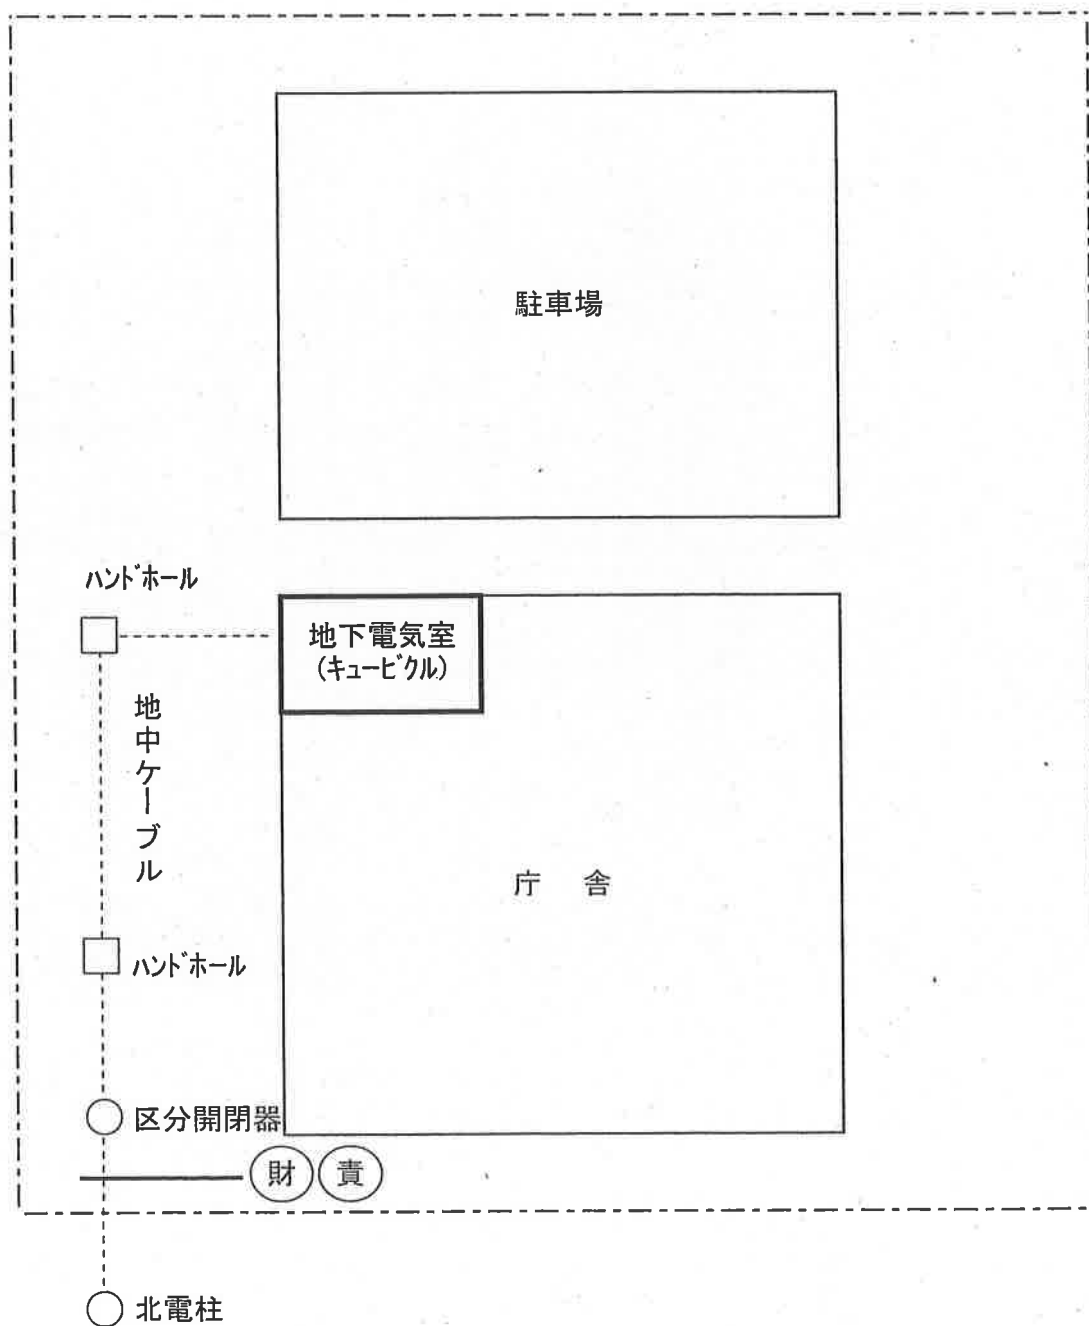 駐車場
ハンドホール
地下電気室
(キュービクル)
地中ケーブル
庁 舎
ハンドホール
区分開閉器
財 責
北電柱